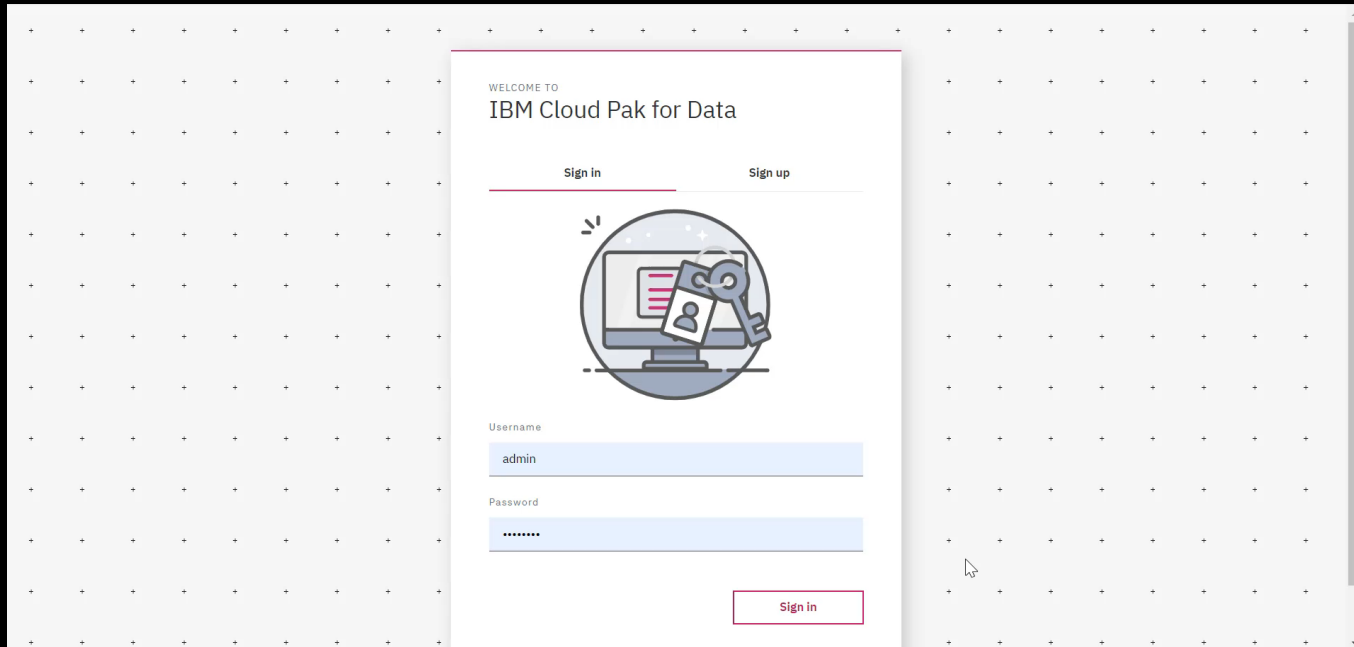 WELCOME TO
IBM Cloud Pak for Data
Sign in Sign up
Username
admin
Password
••••••••
Sign in